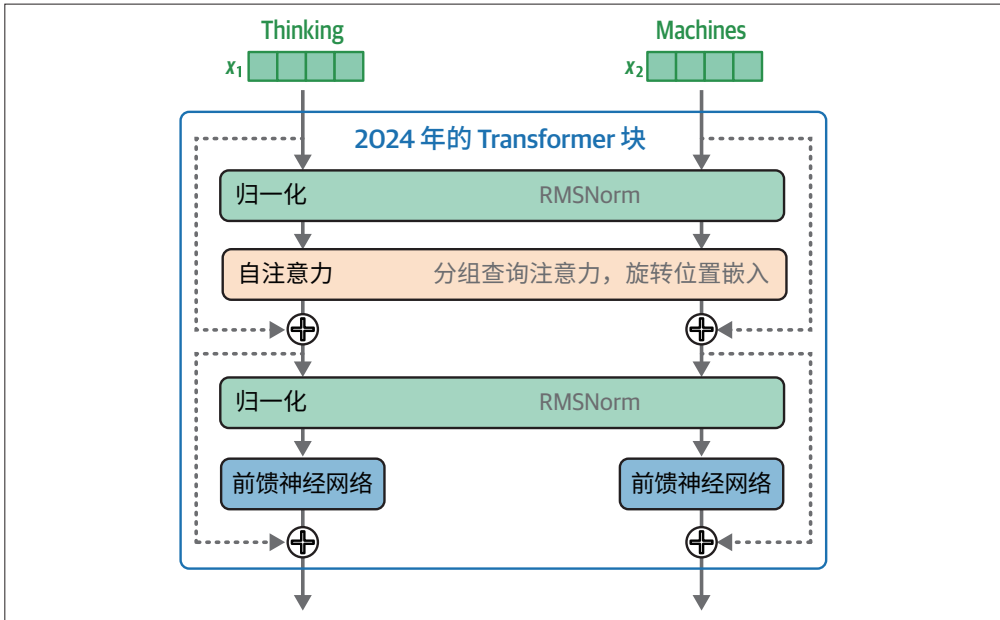 Thinking Machines
x₁ x₂
2024 年的 Transformer 块
归一化 RMSNorm
自注意力 分组查询注意力，旋转位置嵌入
归一化 RMSNorm
前馈神经网络 前馈神经网络